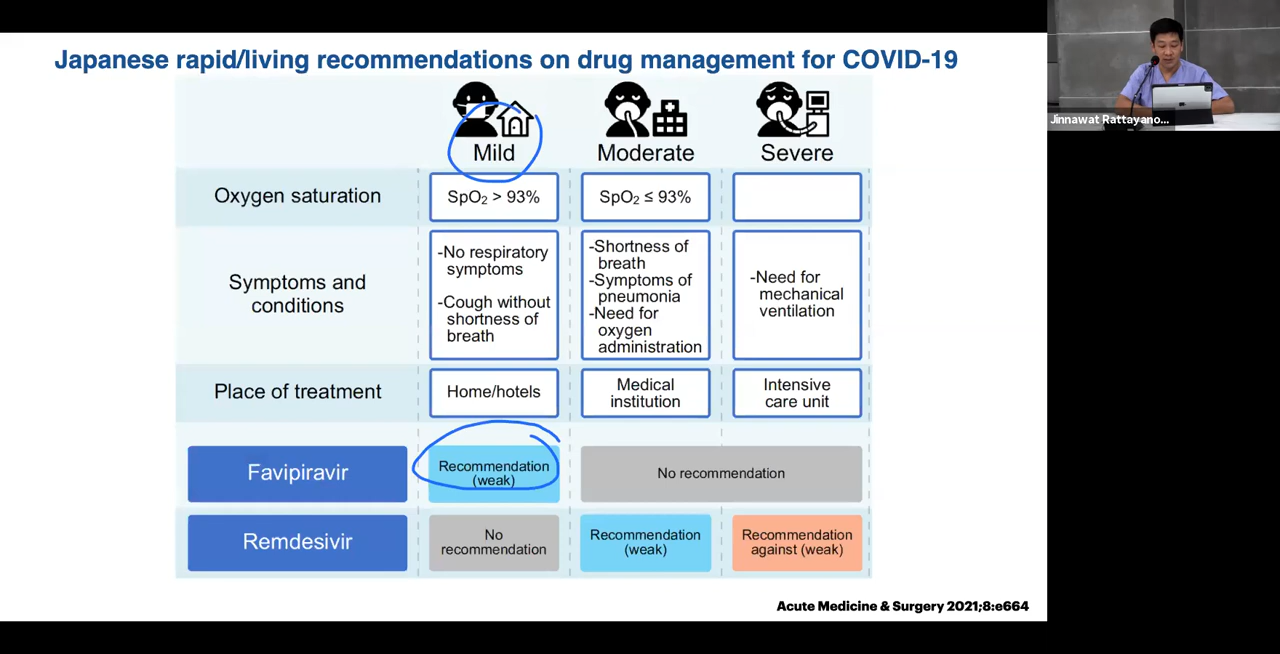 Japanese rapid/living recommendations on drug management for COVID-19
Jinnawat Rattayano...
Mild
Moderate
Severe
Oxygen saturation
SpO₂ > 93%
SpO₂ ≤ 93%
Symptoms and
conditions
-No respiratory
symptoms
-Cough without
shortness of
breath
-Shortness of
breath
-Symptoms of
pneumonia
-Need for
oxygen
administration
-Need for
mechanical
ventilation
Place of treatment
Home/hotels
Medical
institution
Intensive
care unit
Favipiravir
Recommendation
(weak)
No recommendation
Remdesivir
No
recommendation
Recommendation
(weak)
Recommendation
against (weak)
Acute Medicine & Surgery 2021;8:e664